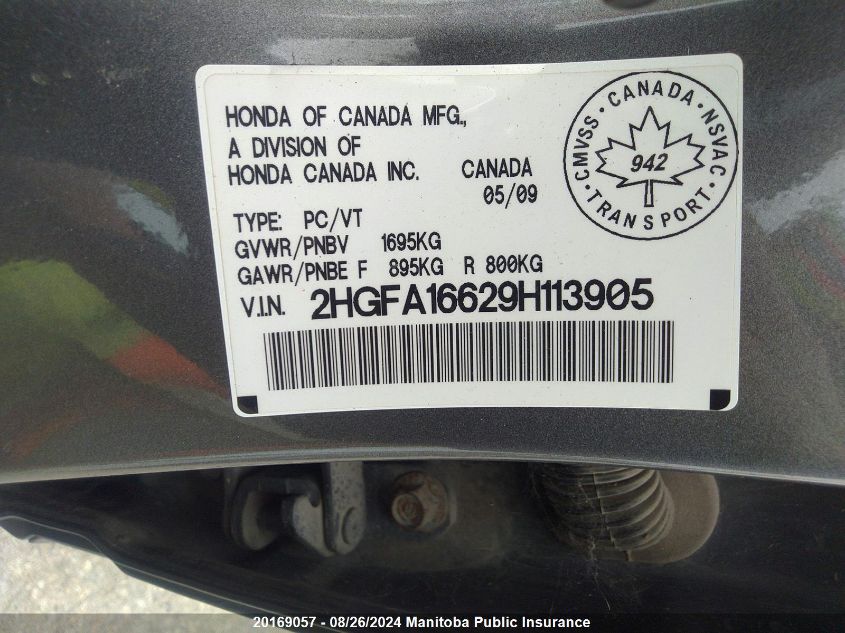 HONDA OF CANADA MFG.,
A DIVISION OF
HONDA CANADA INC. CANADA
05/09
TYPE: PC/VT
GVWR/PNBV 1695KG
GAWR/PNBE F 895KG R 800KG
V.I.N. 2HGFA16629H113905
CMVSS · CANADA · NSVAC
942
· TRANSPORT ·
20169057 - 08/26/2024 Manitoba Public Insurance